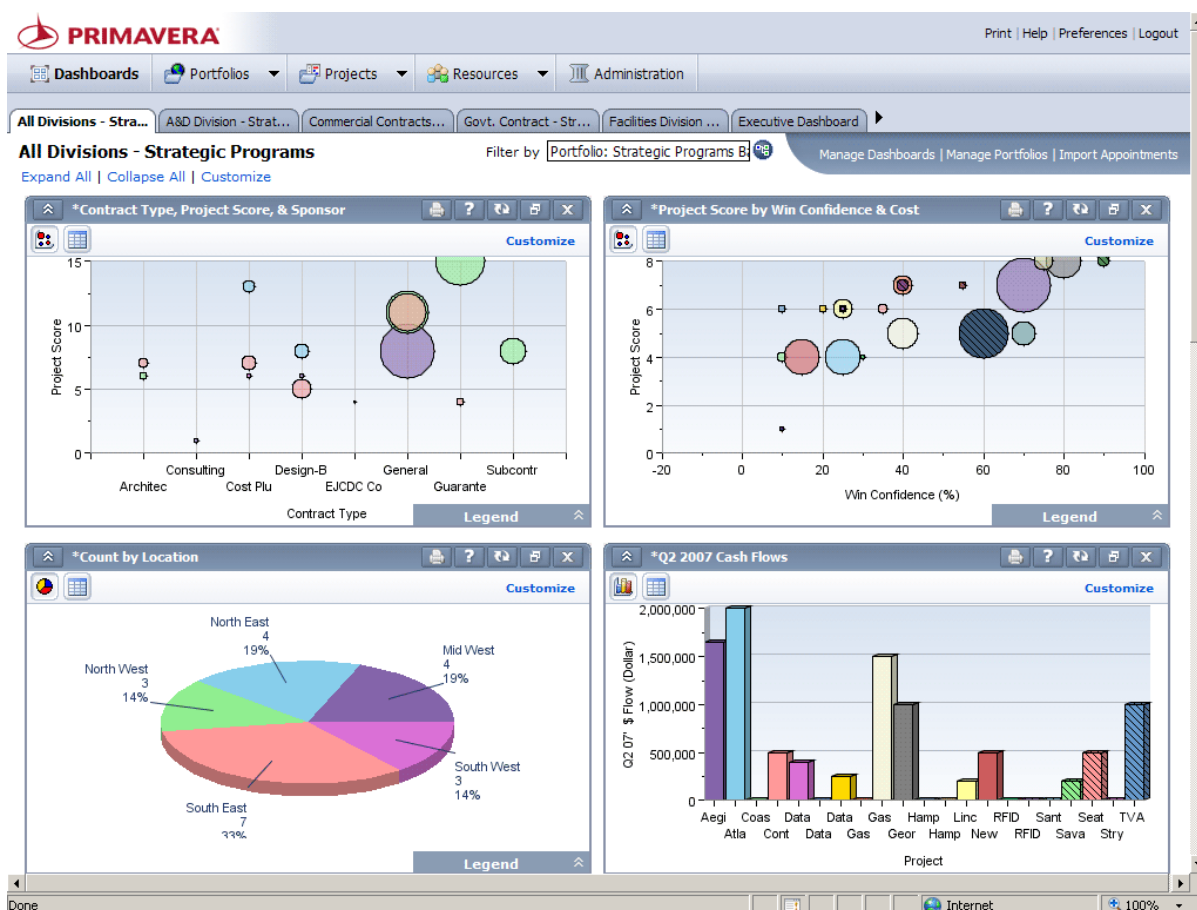 PRIMAVERA
Print | Help | Preferences | Logout
Dashboards Portfolios Projects Resources Administration
All Divisions - Stra... A&D Division - Strat... Commercial Contracts... Govt. Contract - Str... Facilities Division ... Executive Dashboard
All Divisions - Strategic Programs
Filter by Portfolio: Strategic Programs B
Manage Dashboards | Manage Portfolios | Import Appointments
Expand All | Collapse All | Customize
*Contract Type, Project Score, & Sponsor
Customize
15
10
5
0
Project Score
Consulting Design-B General Subcontr
Architec Cost Plu EJCDC Co Guarante
Contract Type
Legend
*Project Score by Win Confidence & Cost
Customize
8
6
4
2
0
Project Score
-20 0 20 40 60 80 100
Win Confidence (%)
Legend
*Count by Location
Customize
North East
4
19%
Mid West
4
19%
North West
3
14%
South West
3
14%
South East
7
33%
Legend
*Q2 2007 Cash Flows
Customize
2,000,000
1,500,000
1,000,000
500,000
0
Q2 07' $ Flow (Dollar)
Aegi Coas Data Data Gas Hamp Linc RFID Sant Seat TVA
Atla Cont Data Gas Geor Hamp New RFID Sava Stry
Project
Done
Internet
100%